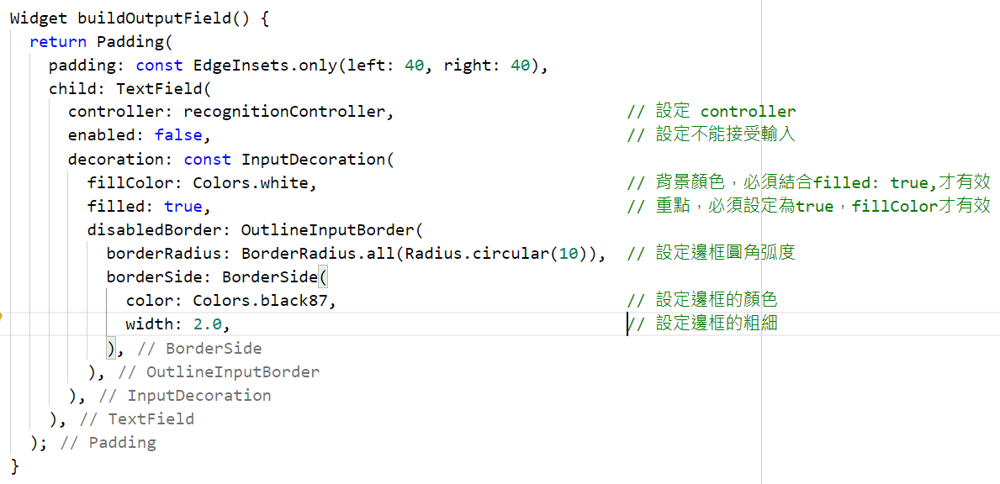 Widget buildOutputField() {
  return Padding(
    padding: const EdgeInsets.only(left: 40, right: 40),
    child: TextField(
      controller: recognitionController,                        // 設定 controller
      enabled: false,                                           // 設定不能接受輸入
      decoration: const InputDecoration(
        fillColor: Colors.white,                                // 背景顏色，必須結合filled: true,才有效
        filled: true,                                           // 重點，必須設定為true，fillColor才有效
        disabledBorder: OutlineInputBorder(
          borderRadius: BorderRadius.all(Radius.circular(10)),  // 設定邊框圓角弧度
          borderSide: BorderSide(
            color: Colors.black87,                              // 設定邊框的顏色
            width: 2.0,                                         // 設定邊框的粗細
          ), // BorderSide
        ), // OutlineInputBorder
      ), // InputDecoration
    ), // TextField
  ); // Padding
}